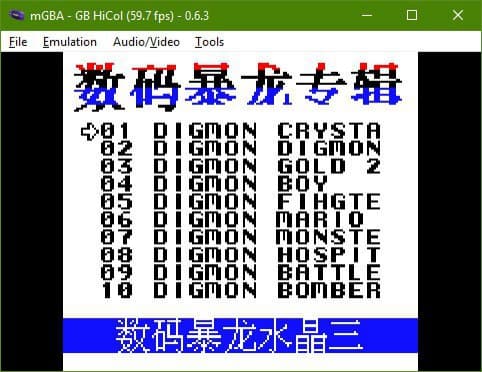 mGBA - GB HiCol (59.7 fps) - 0.6.3
File Emulation Audio/Video Tools
数码暴龙专辑
01 DIGMON CRYSTA
02 DIGMON DIGMON
03 DIGMON GOLD 2
04 DIGMON BOY
05 DIGMON FIHGTE
06 DIGMON MARIO
07 DIGMON MONSTE
08 DIGMON HOSPIT
09 DIGMON BATTLE
10 DIGMON BOMBER
数码暴龙水晶三